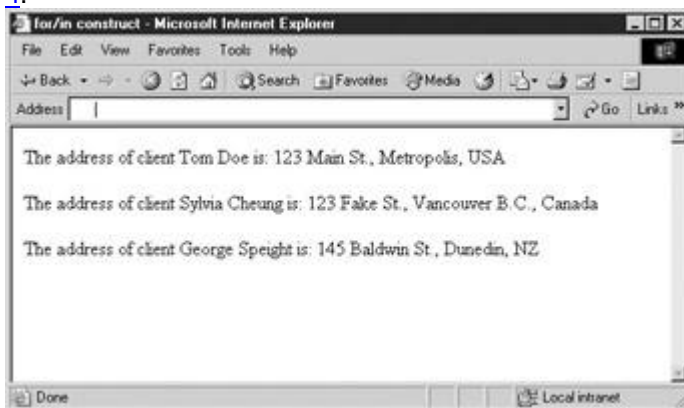 4.
for/in construct - Microsoft Internet Explorer
File Edit View Favorites Tools Help
Back Search Favorites Media
Address Go Links »
The address of client Tom Doe is: 123 Main St., Metropolis, USA
The address of client Sylvia Cheung is: 123 Fake St., Vancouver B.C., Canada
The address of client George Speight is: 145 Baldwin St., Dunedin, NZ
Done Local intranet